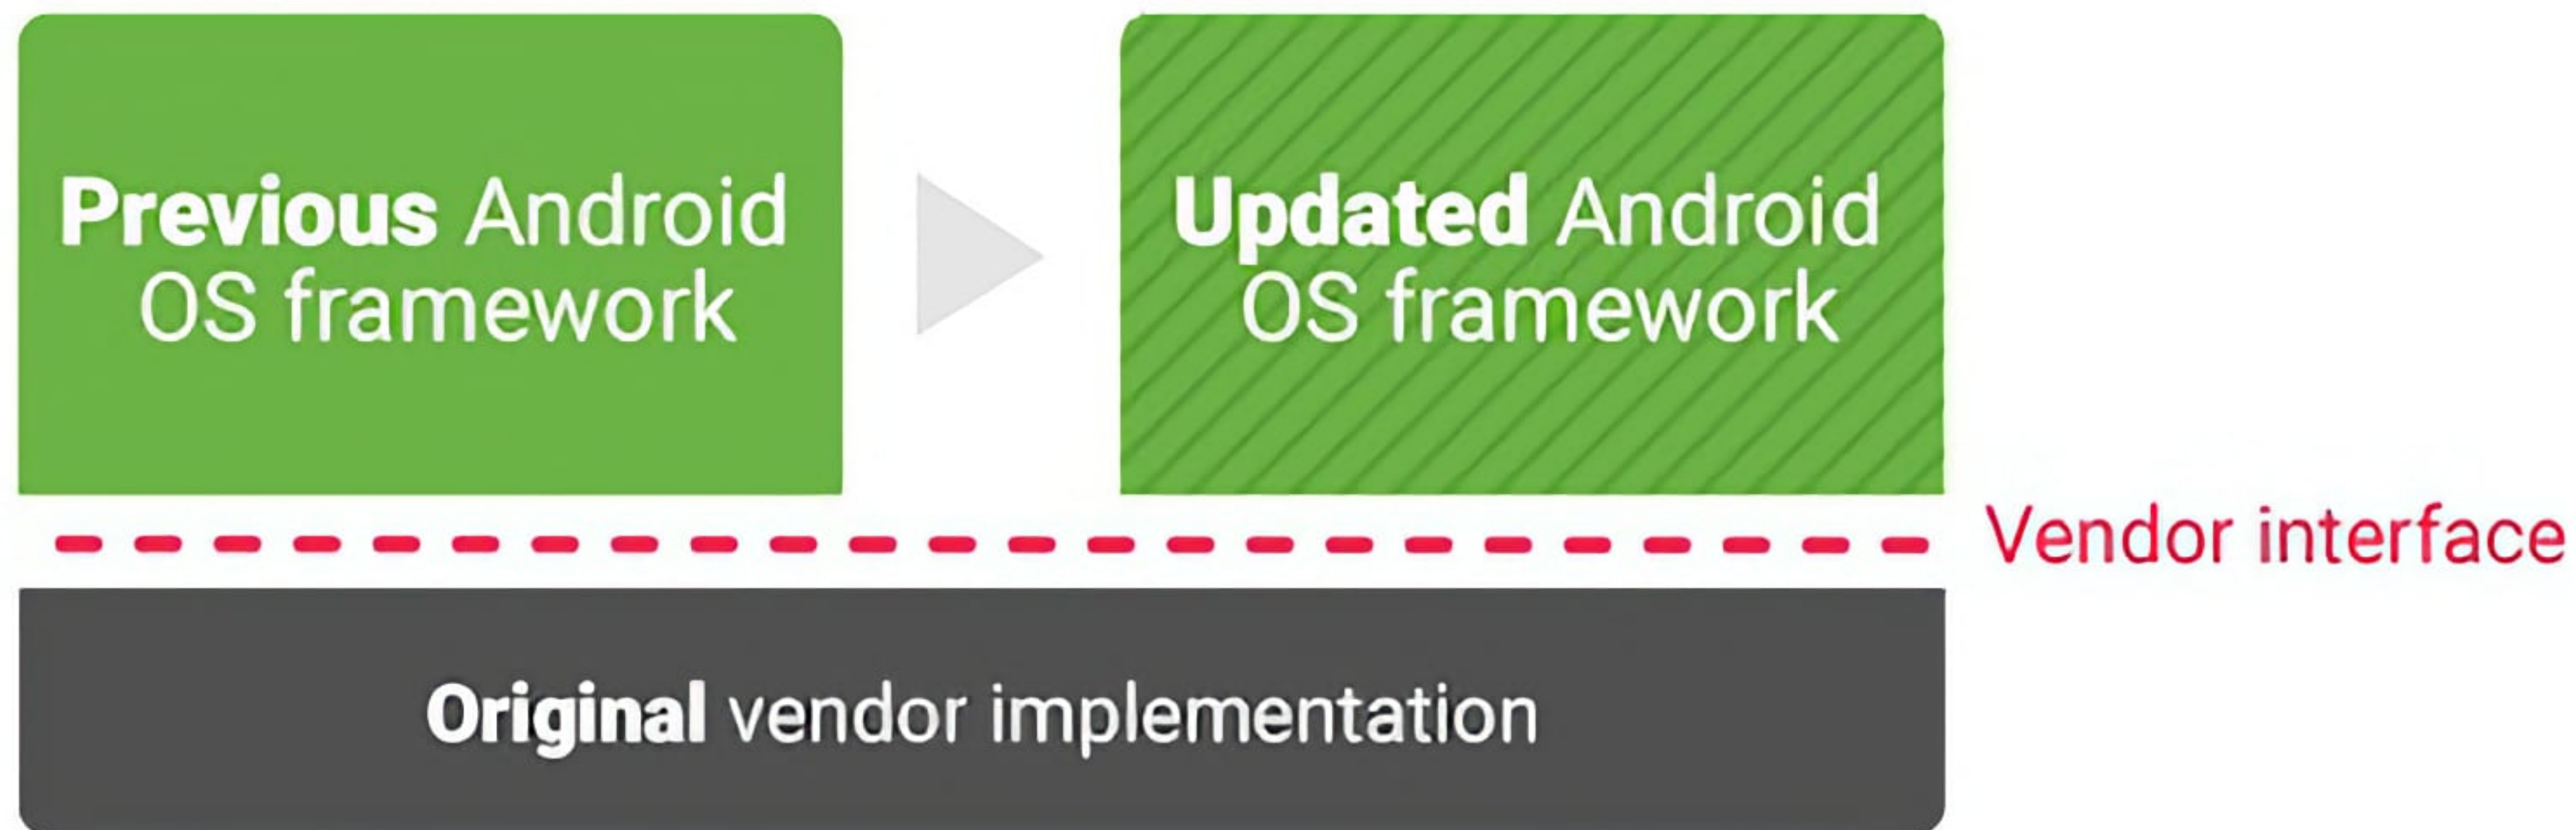 Previous Android
OS framework
Updated Android
OS framework
Vendor interface
Original vendor implementation